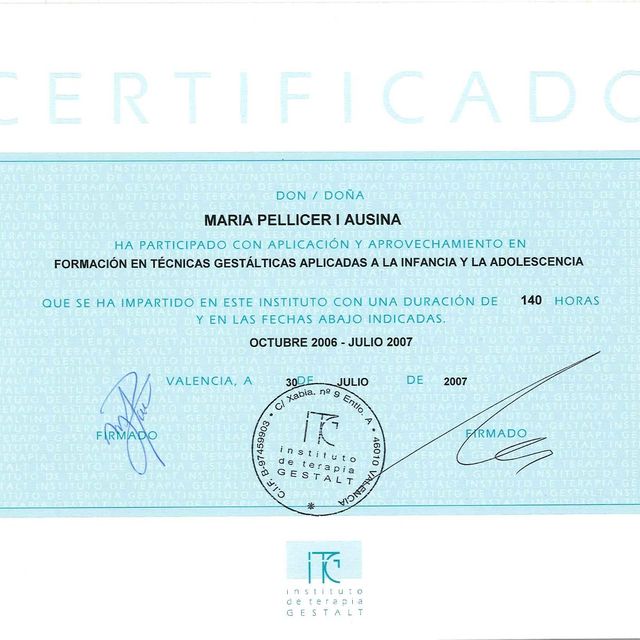 CERTIFICADO
DON / DOÑA
MARIA PELLICER I AUSINA
HA PARTICIPADO CON APLICACIÓN Y APROVECHAMIENTO EN
FORMACIÓN EN TÉCNICAS GESTÁLTICAS APLICADAS A LA INFANCIA Y LA ADOLESCENCIA
QUE SE HA IMPARTIDO EN ESTE INSTITUTO CON UNA DURACIÓN DE 140 HORAS
Y EN LAS FECHAS ABAJO INDICADAS.
OCTUBRE 2006 - JULIO 2007
VALENCIA, A 30 DE JULIO DE 2007
FIRMADO
FIRMADO
C.I.F. B-97459903 • C/ Xabia, nº 9 Entlo. A • 46010 VALENCIA
ITG
instituto
de terapia
GESTALT
ITG
instituto
de terapia
GESTALT